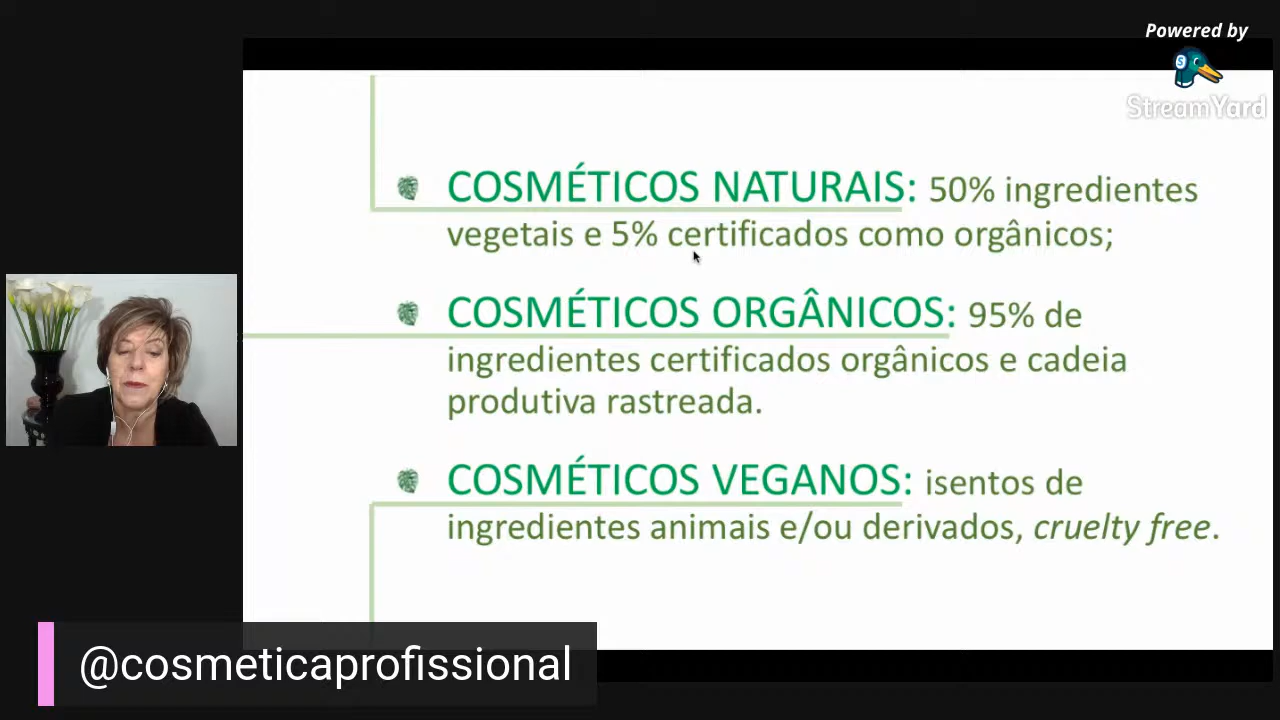 Powered by
StreamYard
COSMÉTICOS NATURAIS: 50% ingredientes
vegetais e 5% certificados como orgânicos;
COSMÉTICOS ORGÂNICOS: 95% de
ingredientes certificados orgânicos e cadeia
produtiva rastreada.
COSMÉTICOS VEGANOS: isentos de
ingredientes animais e/ou derivados, cruelty free.
@cosmeticaprofissional